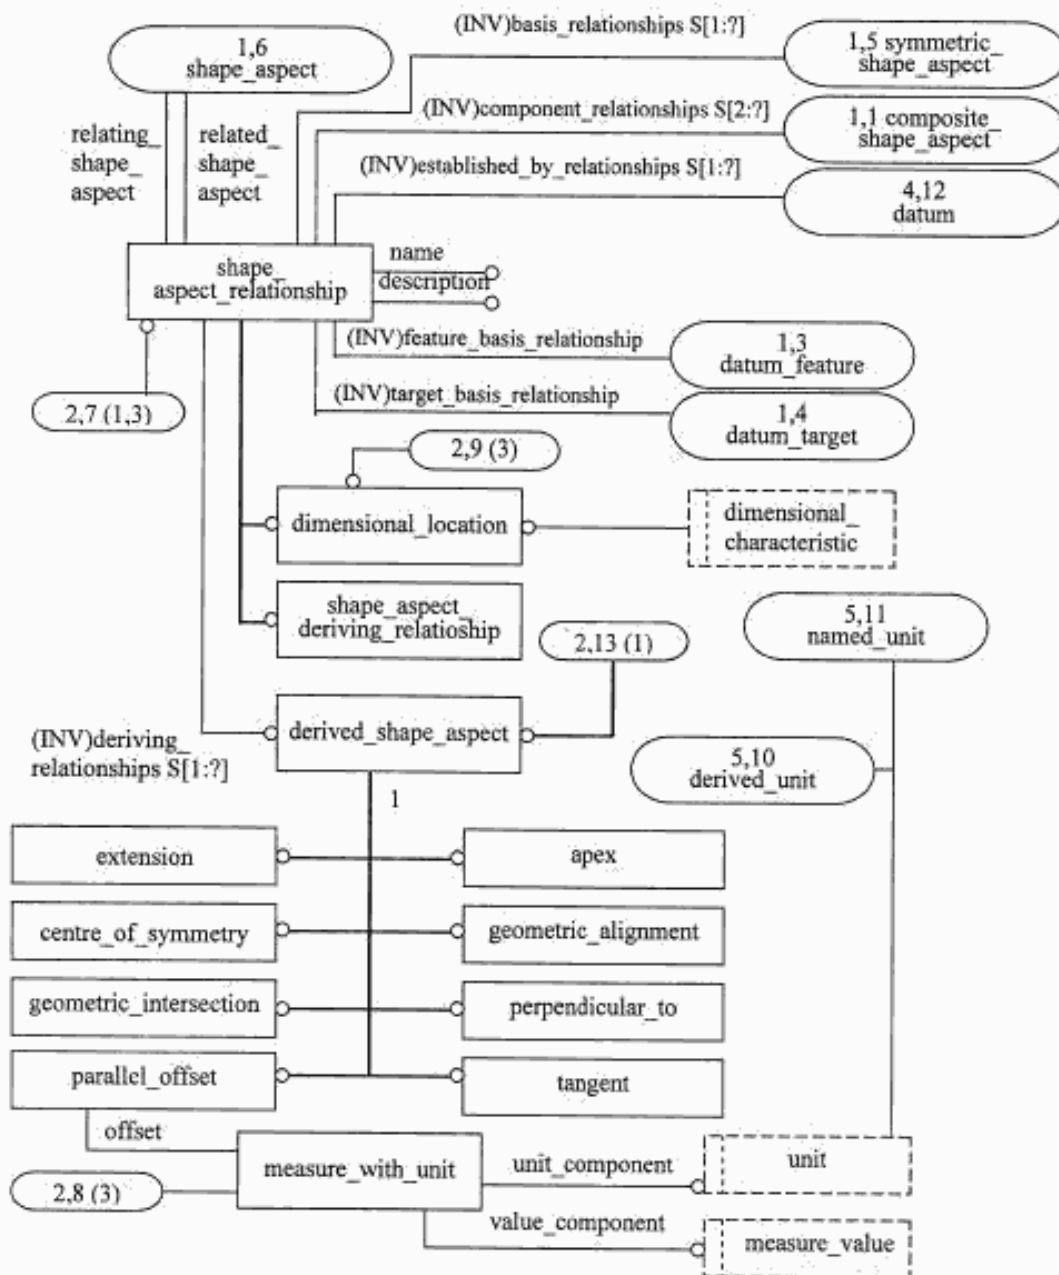 (INV)basis_relationships S[1:?]
1,6
shape_aspect
1,5 symmetric_
shape_aspect
(INV)component_relationships S[2:?]
relating_
shape_
aspect
related_
shape_
aspect
1,1 composite_
shape_aspect
(INV)established_by_relationships S[1:?]
4,12
datum
shape_
aspect_relationship
name
description
(INV)feature_basis_relationship
1,3
datum_feature
(INV)target_basis_relationship
2,7 (1,3)
1,4
datum_target
2,9 (3)
dimensional_location
dimensional_
characteristic
shape_aspect_
deriving_relatioship
5,11
named_unit
2,13 (1)
derived_shape_aspect
(INV)deriving_
relationships S[1:?]
5,10
derived_unit
1
extension
apex
centre_of_symmetry
geometric_alignment
geometric_intersection
perpendicular_to
parallel_offset
tangent
offset
measure_with_unit
unit_component
unit
2,8 (3)
value_component
measure_value